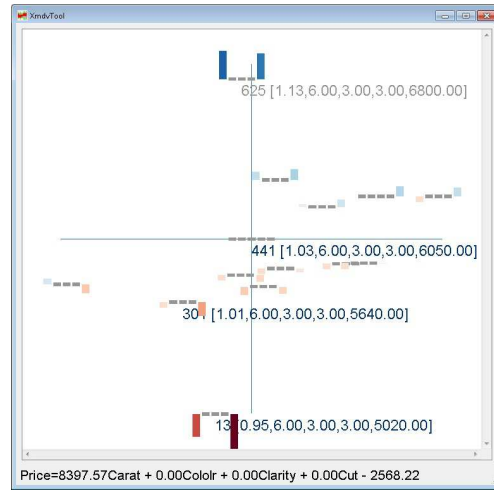 XmdvTool
625 [1.13,6.00,3.00,3.00,6800.00]
441 [1.03,6.00,3.00,3.00,6050.00]
301 [1.01,6.00,3.00,3.00,5640.00]
13 [0.95,6.00,3.00,3.00,5020.00]
Price=8397.57Carat + 0.00Cololr + 0.00Clarity + 0.00Cut - 2568.22